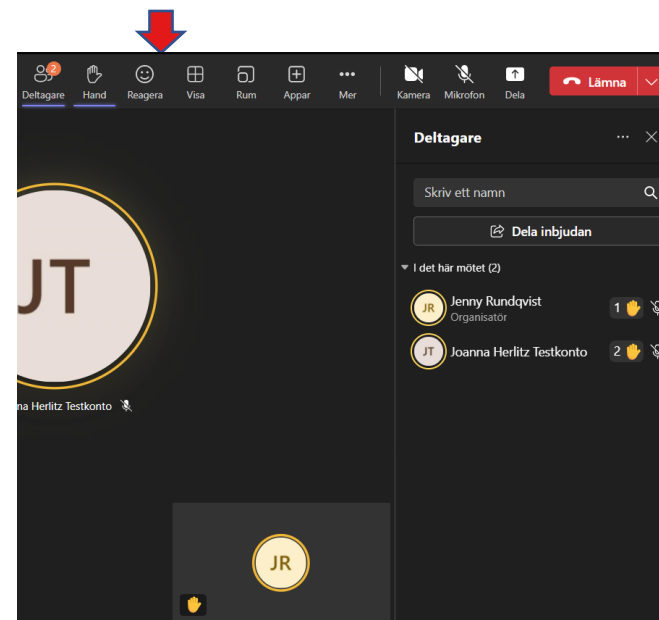 2
Deltagare Hand Reagera Visa Rum Appar Mer Kamera Mikrofon Dela Lämna
Deltagare
Skriv ett namn
Dela inbjudan
I det här mötet (2)
JR Jenny Rundqvist 1
Organisatör
JT Joanna Herlitz Testkonto 2
JT
na Herlitz Testkonto
JR